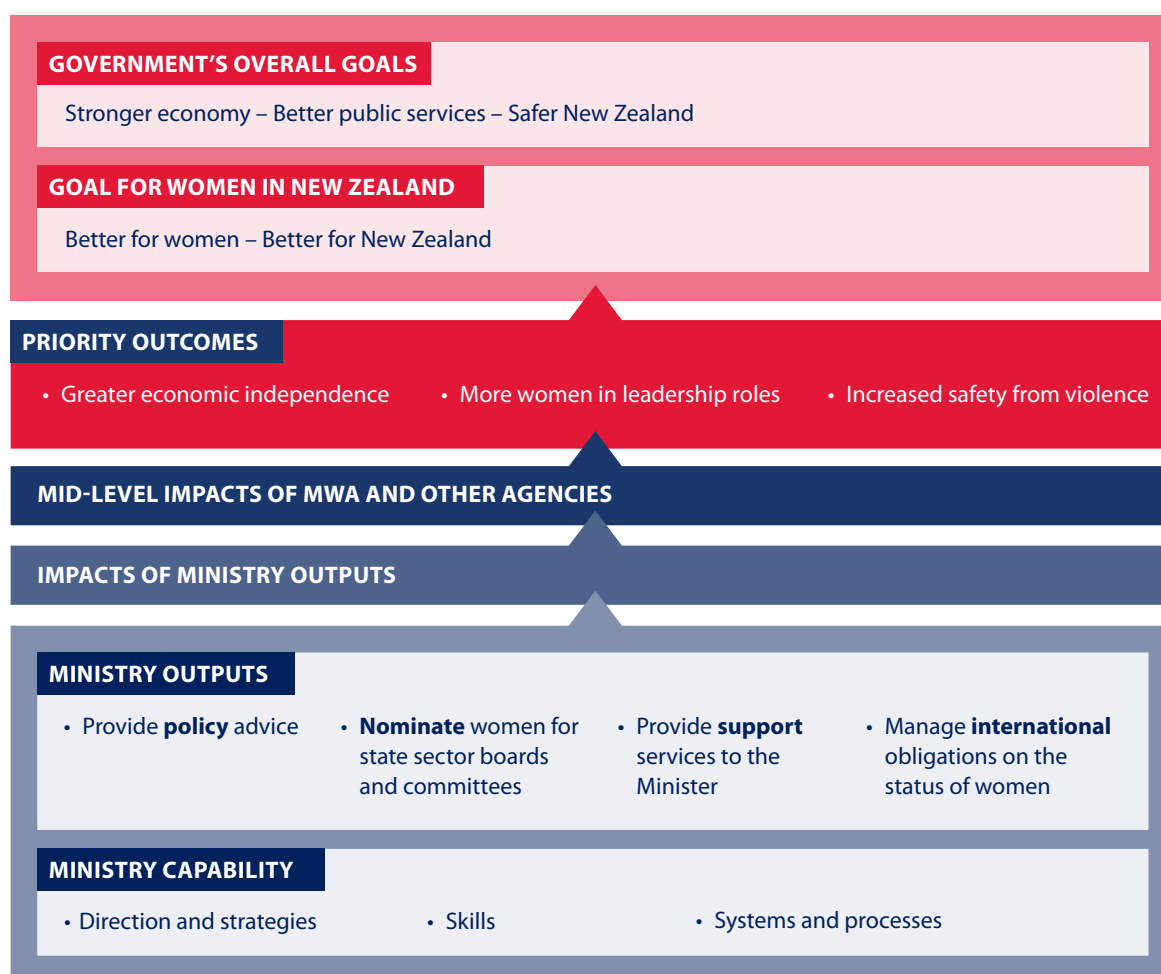 GOVERNMENT’S OVERALL GOALS
Stronger economy – Better public services – Safer New Zealand
GOAL FOR WOMEN IN NEW ZEALAND
Better for women – Better for New Zealand
PRIORITY OUTCOMES
• Greater economic independence • More women in leadership roles • Increased safety from violence
MID-LEVEL IMPACTS OF MWA AND OTHER AGENCIES
IMPACTS OF MINISTRY OUTPUTS
MINISTRY OUTPUTS
• Provide policy advice
• Nominate women for
state sector boards
and committees
• Provide support
services to the
Minister
• Manage international
obligations on the
status of women
MINISTRY CAPABILITY
• Direction and strategies • Skills • Systems and processes